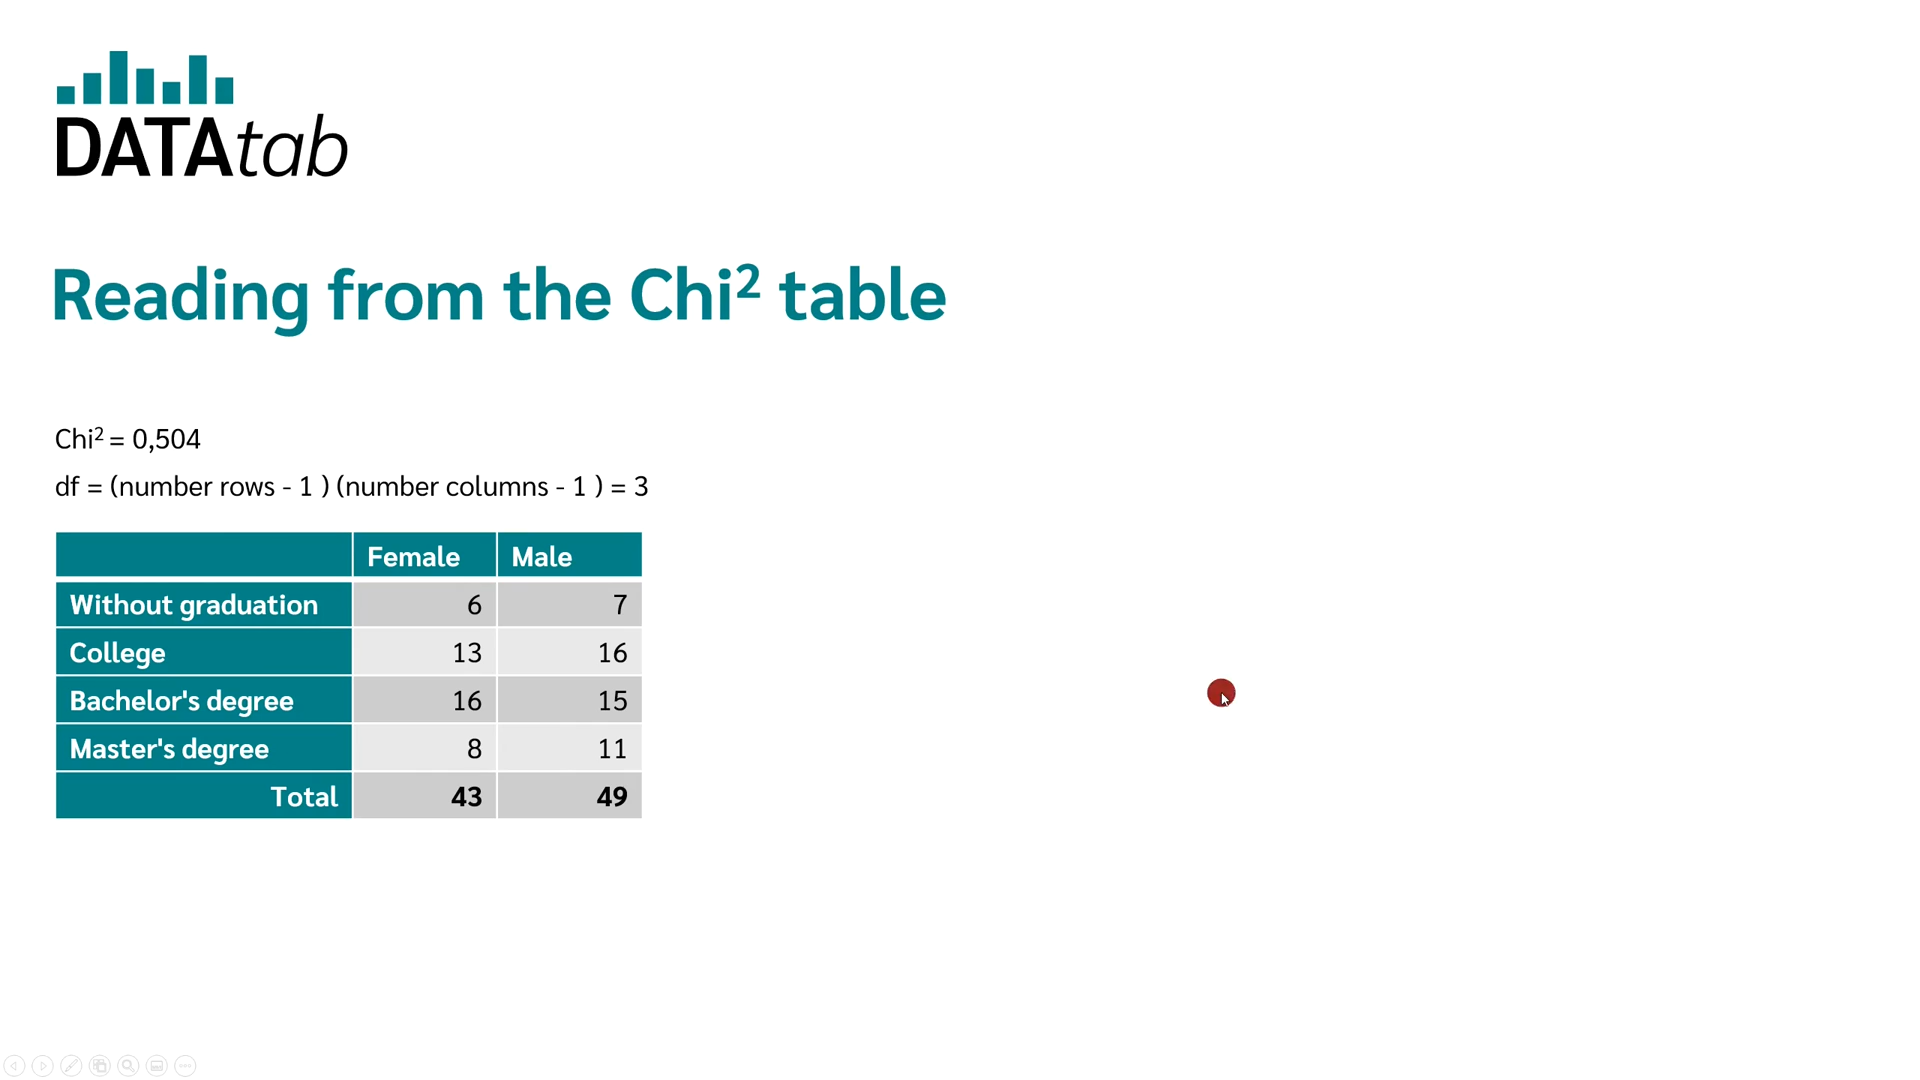 DATAtab
Reading from the Chi² table
Chi² = 0,504
df = (number rows - 1 ) (number columns - 1 ) = 3
Female Male
Without graduation 6 7
College 13 16
Bachelor's degree 16 15
Master's degree 8 11
Total 43 49